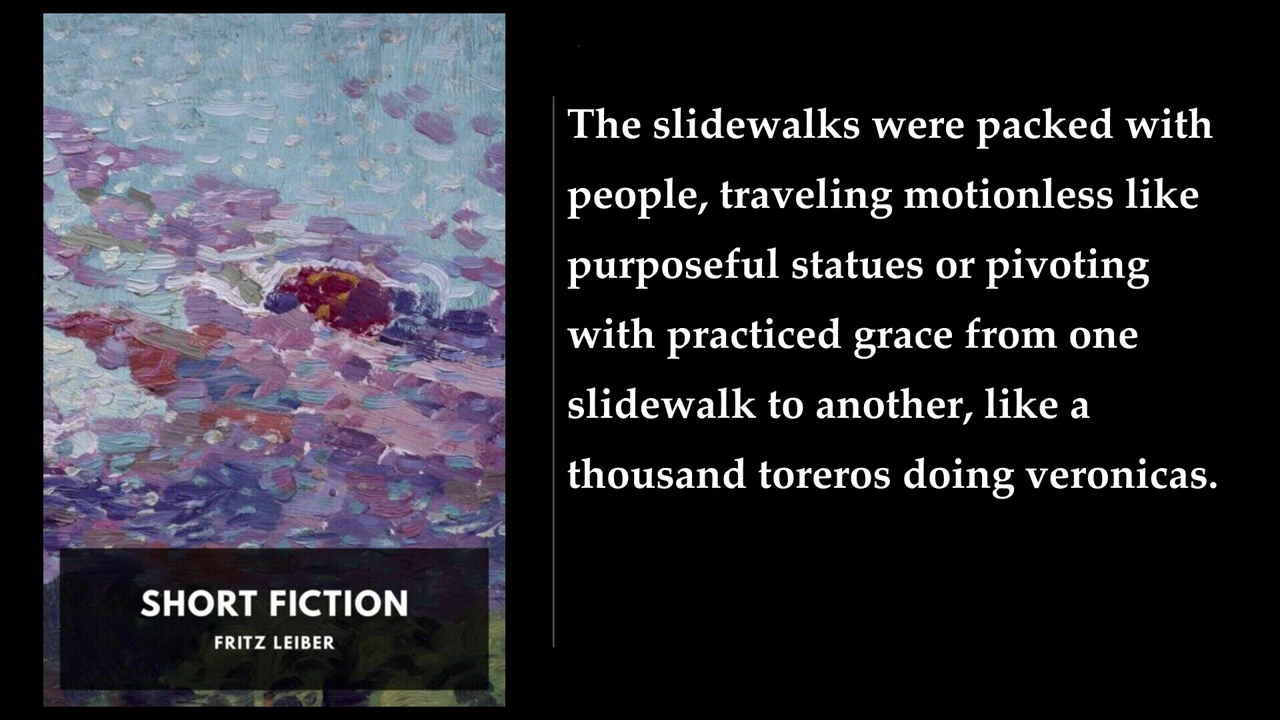 The slidewalks were packed with
people, traveling motionless like
purposeful statues or pivoting
with practiced grace from one
slidewalk to another, like a
thousand toreros doing veronicas.
SHORT FICTION
FRITZ LEIBER